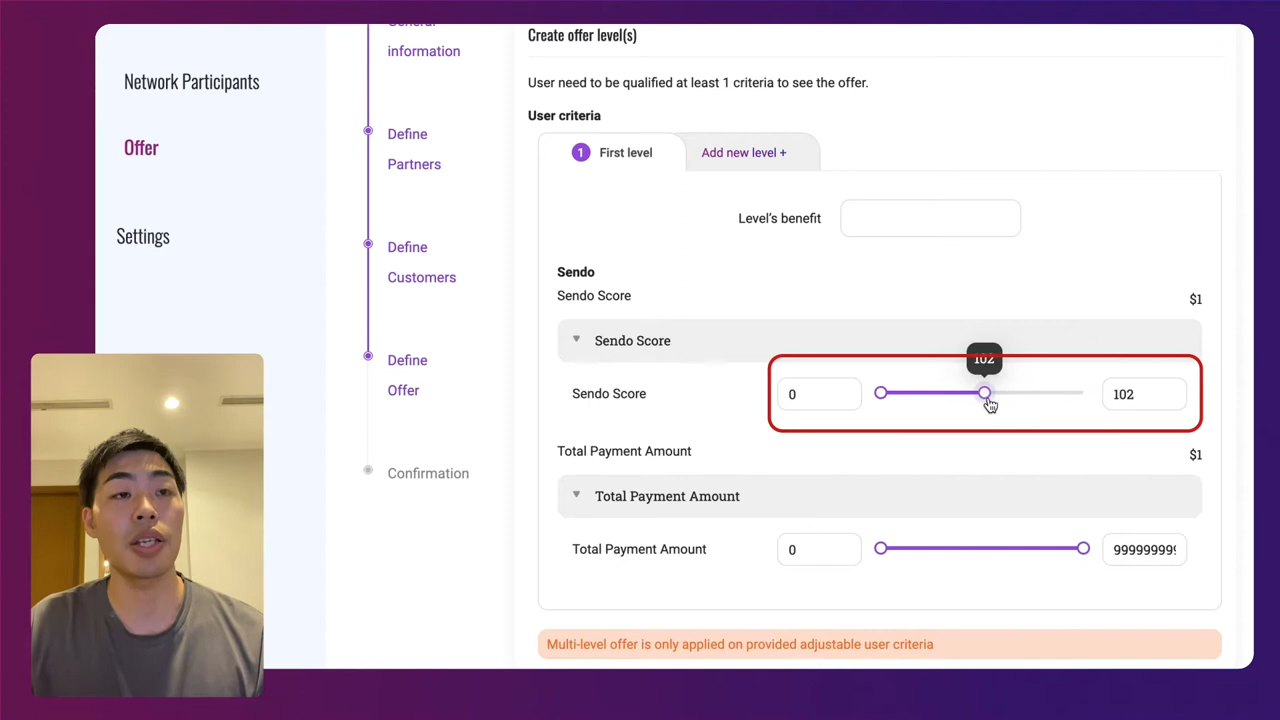 Network Participants
Offer
Settings
General
information
Define
Partners
Define
Customers
Define
Offer
Confirmation
Create offer level(s)
User need to be qualified at least 1 criteria to see the offer.
User criteria
1 First level
Add new level +
Level's benefit
Sendo
Sendo Score
$1
Sendo Score
102
Sendo Score
0
102
Total Payment Amount
$1
Total Payment Amount
Total Payment Amount
0
999999999
Multi-level offer is only applied on provided adjustable user criteria